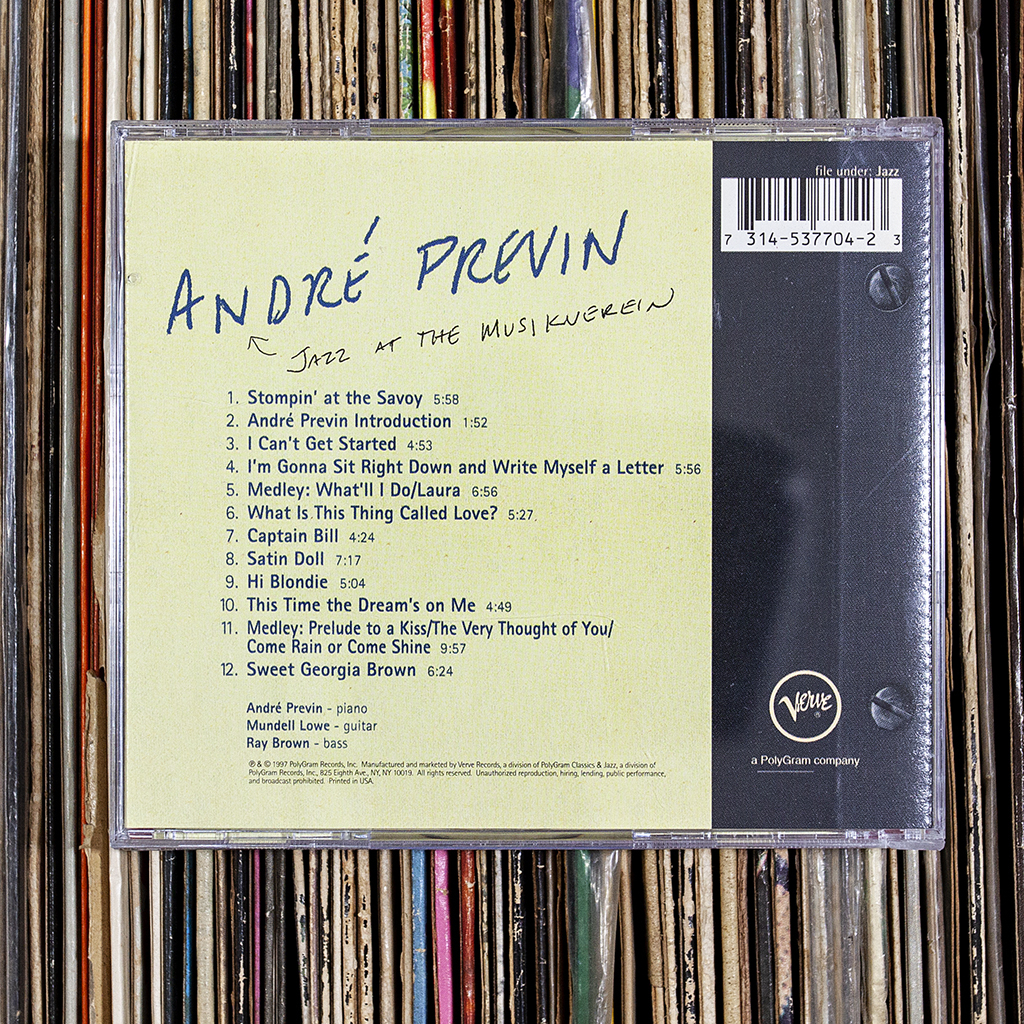 file under: Jazz
7 314-537704-2 3
ANDRÉ PREVIN
JAZZ AT THE MUSIKVEREIN
1. Stompin' at the Savoy 5:58
2. André Previn Introduction 1:52
3. I Can't Get Started 4:53
4. I'm Gonna Sit Right Down and Write Myself a Letter 5:56
5. Medley: What'll I Do/Laura 6:56
6. What Is This Thing Called Love? 5:27
7. Captain Bill 4:24
8. Satin Doll 7:17
9. Hi Blondie 5:04
10. This Time the Dream's on Me 4:49
11. Medley: Prelude to a Kiss/The Very Thought of You/
Come Rain or Come Shine 9:57
12. Sweet Georgia Brown 6:24
André Previn - piano
Mundell Lowe - guitar
Ray Brown - bass
℗ & © 1997 PolyGram Records, Inc. Manufactured and marketed by Verve Records, a division of PolyGram Classics & Jazz, a division of
PolyGram Records, Inc., 825 Eighth Ave., NY, NY 10019. All rights reserved. Unauthorized reproduction, hiring, lending, public performance,
and broadcast prohibited. Printed in USA.
Verve ®
a PolyGram company